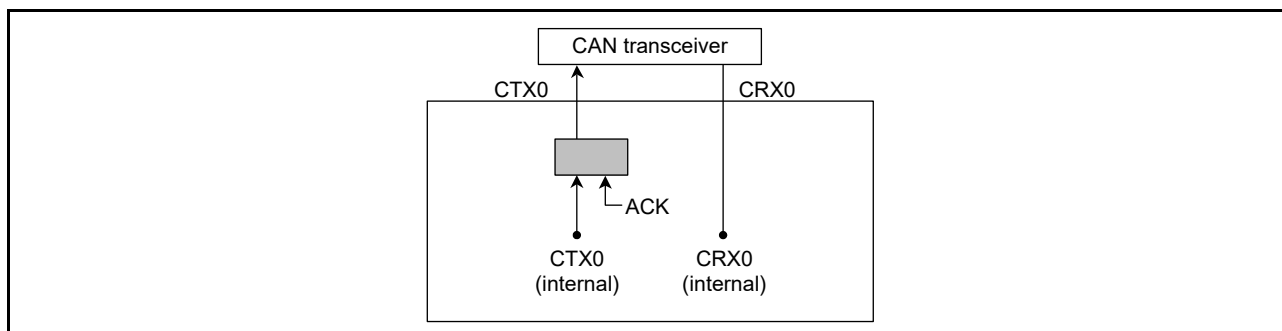 CAN transceiver
CTX0
CRX0
ACK
CTX0
(internal)
CRX0
(internal)